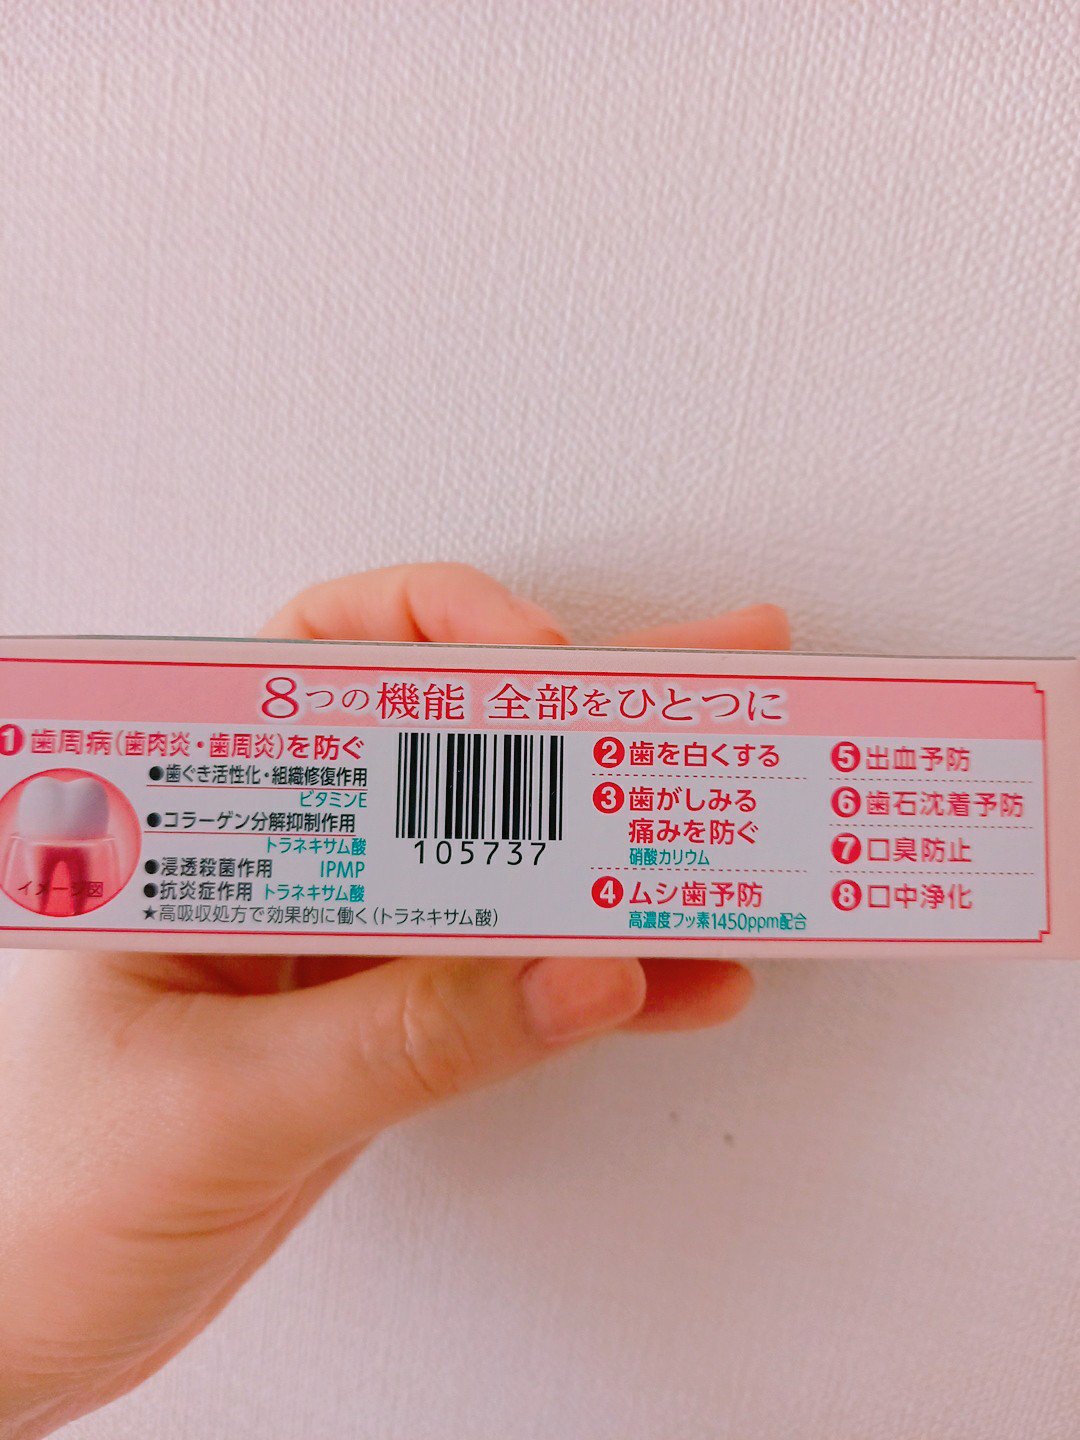 8つの機能 全部をひとつに
1 歯周病(歯肉炎・歯周炎)を防ぐ
●歯ぐき活性化・組織修復作用
ビタミンE
●コラーゲン分解抑制作用
トラネキサム酸
●浸透殺菌作用 IPMP
●抗炎症作用 トラネキサム酸
★高吸収処方で効果的に働く(トラネキサム酸)
イメージ図
105737
2 歯を白くする
3 歯がしみる
痛みを防ぐ
硝酸カリウム
4 ムシ歯予防
高濃度フッ素1450ppm配合
5 出血予防
6 歯石沈着予防
7 口臭防止
8 口中浄化